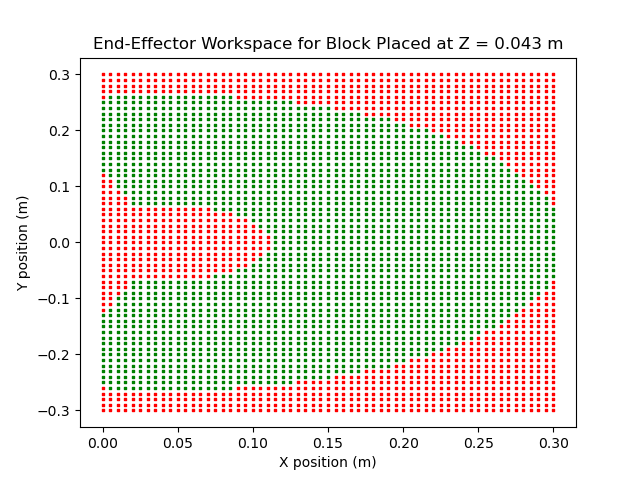 End-Effector Workspace for Block Placed at Z = 0.043 m
0.3
0.2
0.1
0.0
−0.1
−0.2
−0.3
Y position (m)
0.00 0.05 0.10 0.15 0.20 0.25 0.30
X position (m)